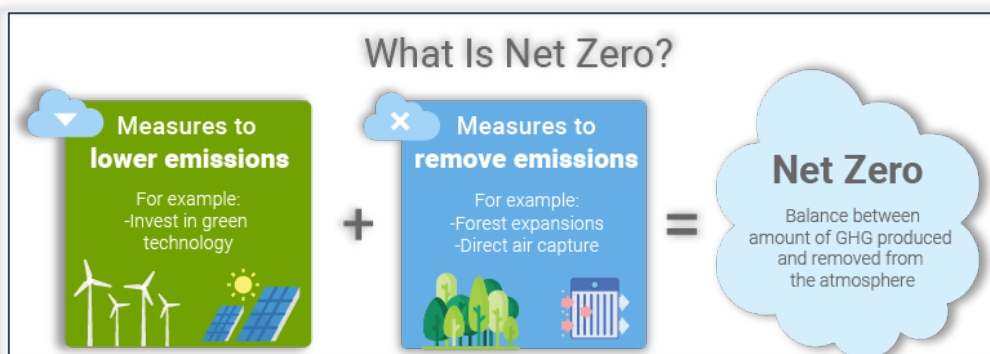 What Is Net Zero?
Measures to
lower emissions
For example:
-Invest in green
technology
+
Measures to
remove emissions
For example:
-Forest expansions
-Direct air capture
=
Net Zero
Balance between
amount of GHG produced
and removed from
the atmosphere